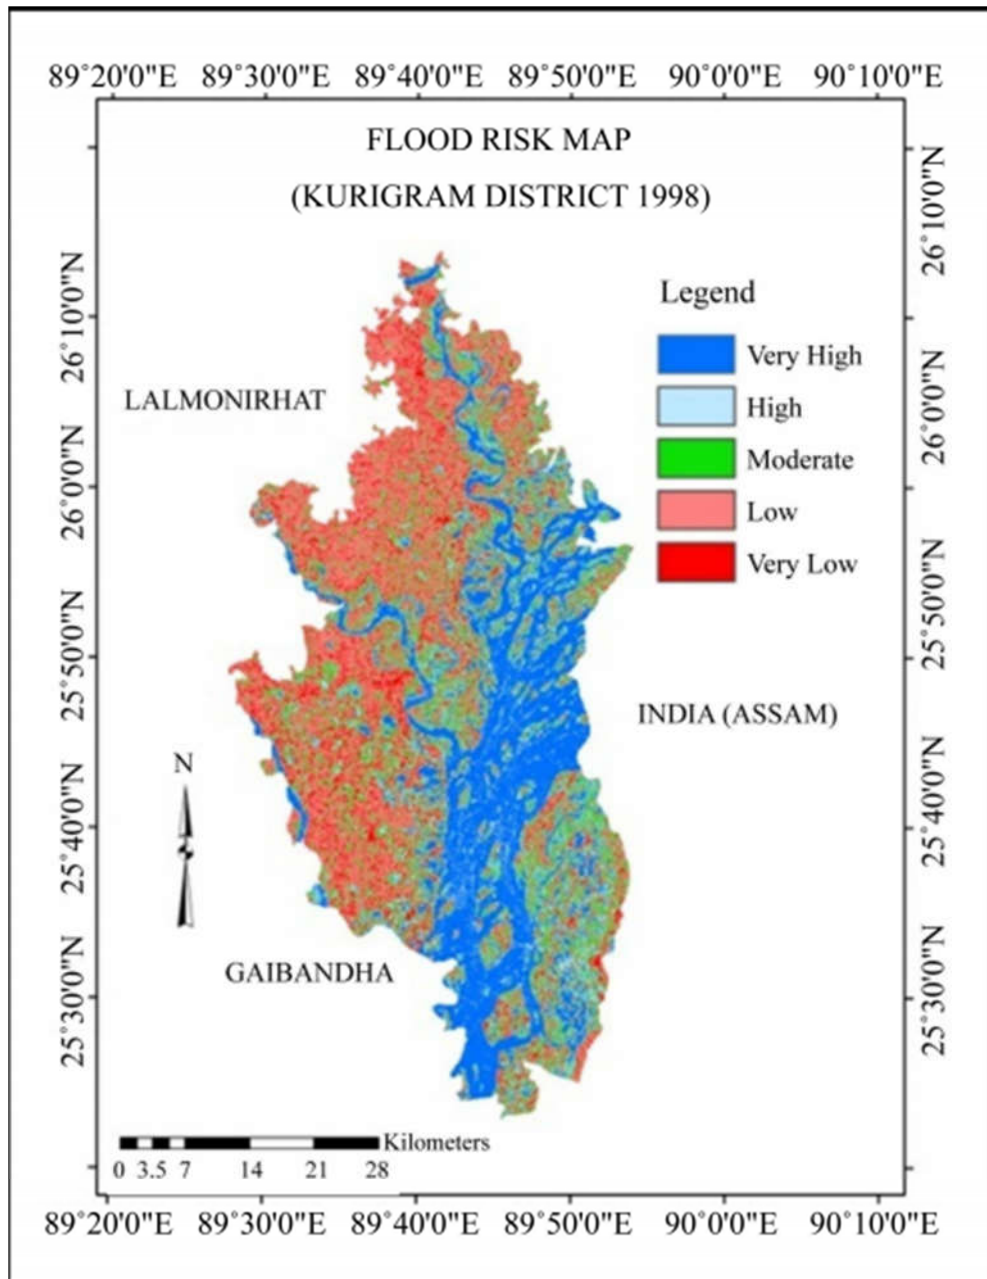 89°20'0"E 89°30'0"E 89°40'0"E 89°50'0"E 90°0'0"E 90°10'0"E
FLOOD RISK MAP
(KURIGRAM DISTRICT 1998)
26°10'0"N
26°10'0"N
Legend
Very High
High
Moderate
Low
Very Low
LALMONIRHAT
26°0'0"N
26°0'0"N
25°50'0"N
25°50'0"N
INDIA (ASSAM)
N
25°40'0"N
25°40'0"N
GAIBANDHA
25°30'0"N
25°30'0"N
Kilometers
0 3.5 7 14 21 28
89°20'0"E 89°30'0"E 89°40'0"E 89°50'0"E 90°0'0"E 90°10'0"E